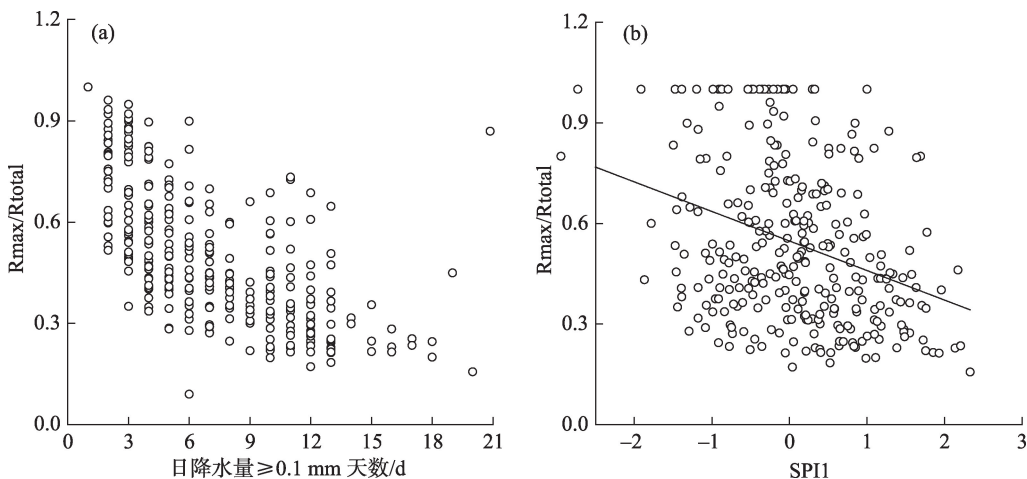 (a)
Rmax/Rtotal
1.2
0.9
0.6
0.3
0.0
0 3 6 9 12 15 18 21
日降水量≥0.1 mm 天数/d
(b)
Rmax/Rtotal
1.2
0.9
0.6
0.3
0.0
–2 –1 0 1 2 3
SPI1